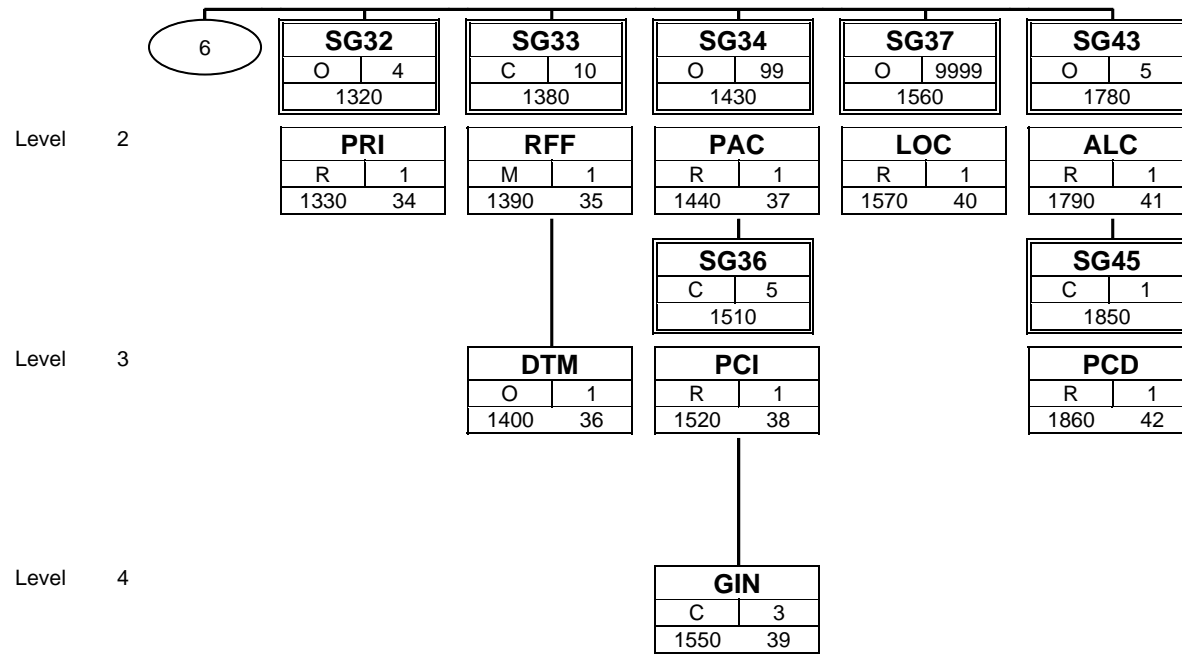 6
SG32 SG33 SG34 SG37 SG43
O 4 C 10 O 99 O 9999 O 5
1320 1380 1430 1560 1780
Level 2
PRI RFF PAC LOC ALC
R 1 M 1 R 1 R 1 R 1
1330 34 1390 35 1440 37 1570 40 1790 41
SG36 SG45
C 5 C 1
1510 1850
Level 3
DTM PCI PCD
O 1 R 1 R 1
1400 36 1520 38 1860 42
Level 4
GIN
C 3
1550 39